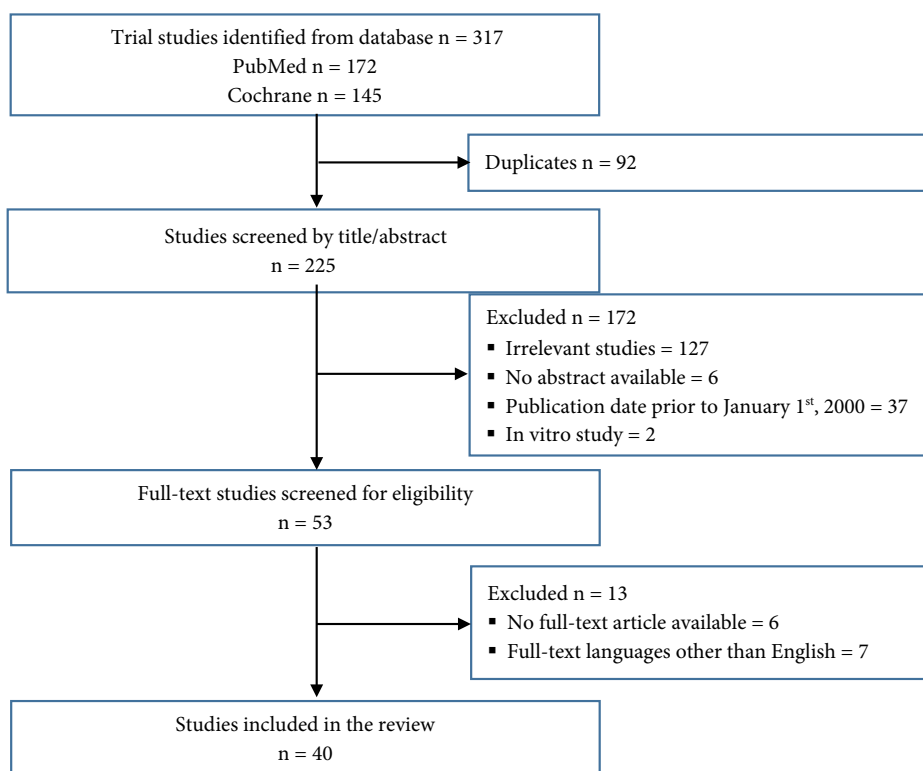 Trial studies identified from database n = 317
PubMed n = 172
Cochrane n = 145
Duplicates n = 92
Studies screened by title/abstract
n = 225
Excluded n = 172
▪ Irrelevant studies = 127
▪ No abstract available = 6
▪ Publication date prior to January 1st, 2000 = 37
▪ In vitro study = 2
Full-text studies screened for eligibility
n = 53
Excluded n = 13
▪ No full-text article available = 6
▪ Full-text languages other than English = 7
Studies included in the review
n = 40